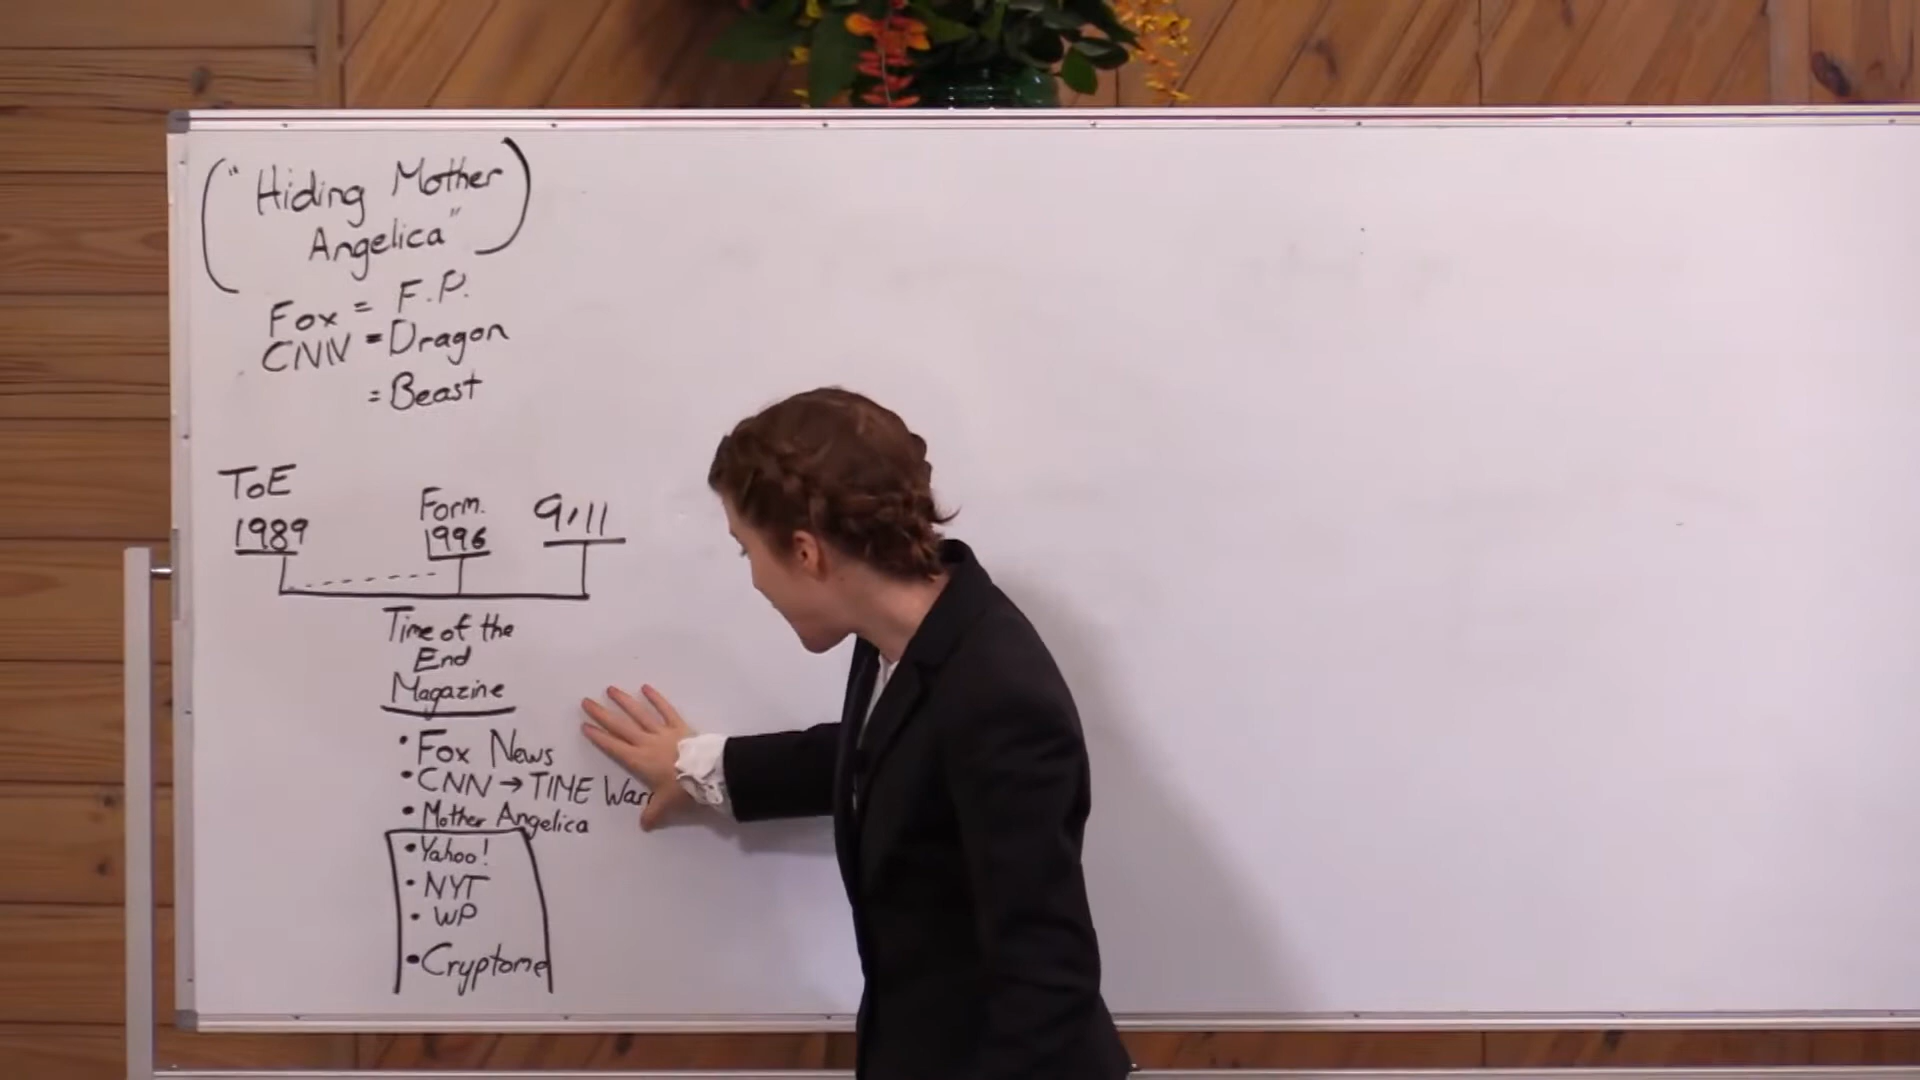 ("Hiding Mother
Angelica")
Fox = F.P.
CNN = Dragon
= Beast
ToE
1989
Form.
1996
9/11
Time of the
End
Magazine
• Fox News
• CNN → TIME
• Mother Angelica
• Yahoo!
• NYT
• WP
• Cryptome